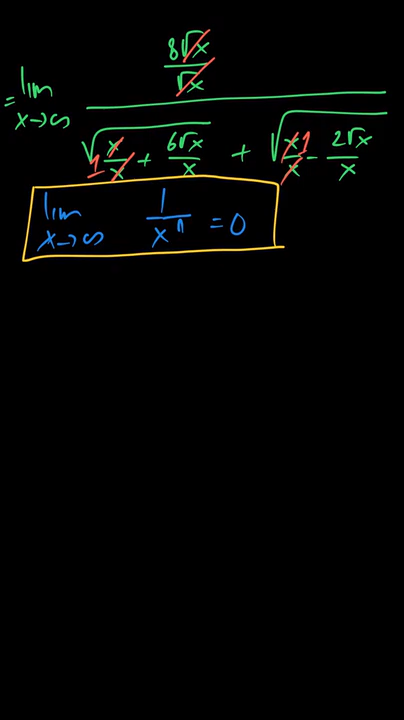 = lim x→∞ (8√x / √x) / (√(x/x + 6√x/x) + √(x/x - 2√x/x))
1 1
lim x→∞ 1/xⁿ = 0